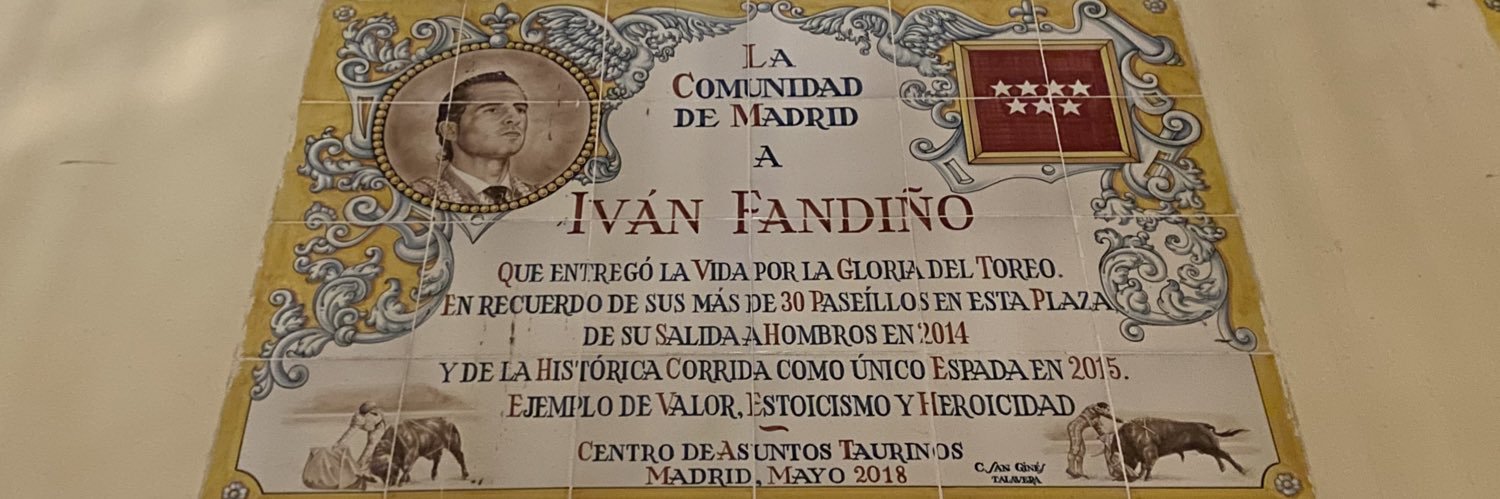 LA
COMUNIDAD
DE MADRID
A
IVÁN FANDIÑO
QUE ENTREGÓ LA VIDA POR LA GLORIA DEL TOREO.
EN RECUERDO DE SUS MÁS DE 30 PASEÍLLOS EN ESTA PLAZA
DE SU SALIDA A HOMBROS EN 2014
Y DE LA HISTÓRICA CORRIDA COMO ÚNICO ESPADA EN 2015.
EJEMPLO DE VALOR, ESTOICISMO Y HEROICIDAD
CENTRO DE ASUNTOS TAURINOS
MADRID, MAYO 2018
C. SAN GINÉS
TALAVERA